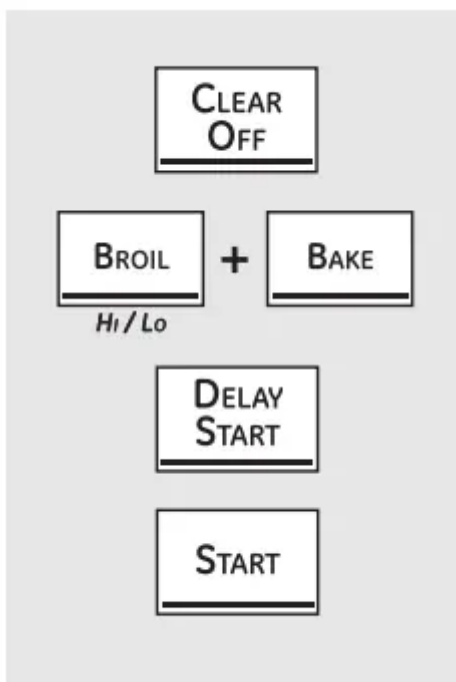 CLEAR
OFF
BROIL + BAKE
HI / LO
DELAY
START
START